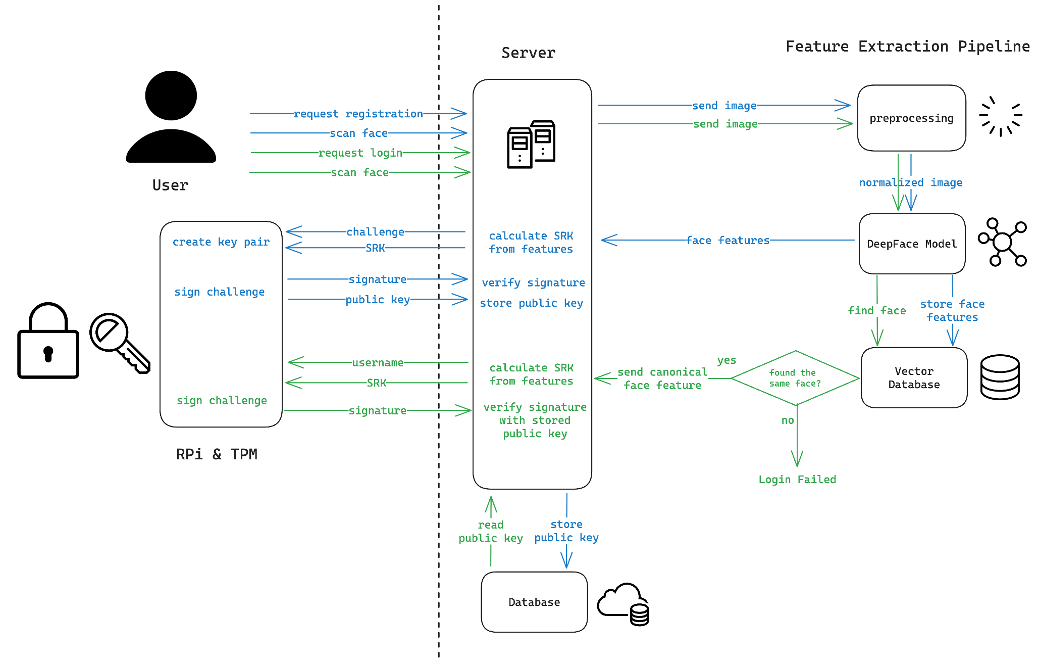 Feature Extraction Pipeline
Server
User
request registration
scan face
request login
scan face
send image
send image
preprocessing
normalized image
DeepFace Model
face features
find face
store face
features
Vector
Database
found the
same face?
yes
no
send canonical
face feature
Login Failed
create key pair
challenge
SRK
calculate SRK
from features
sign challenge
signature
public key
verify signature
store public key
username
SRK
calculate SRK
from features
sign challenge
signature
verify signature
with stored
public key
RPi & TPM
read
public key
store
public key
Database